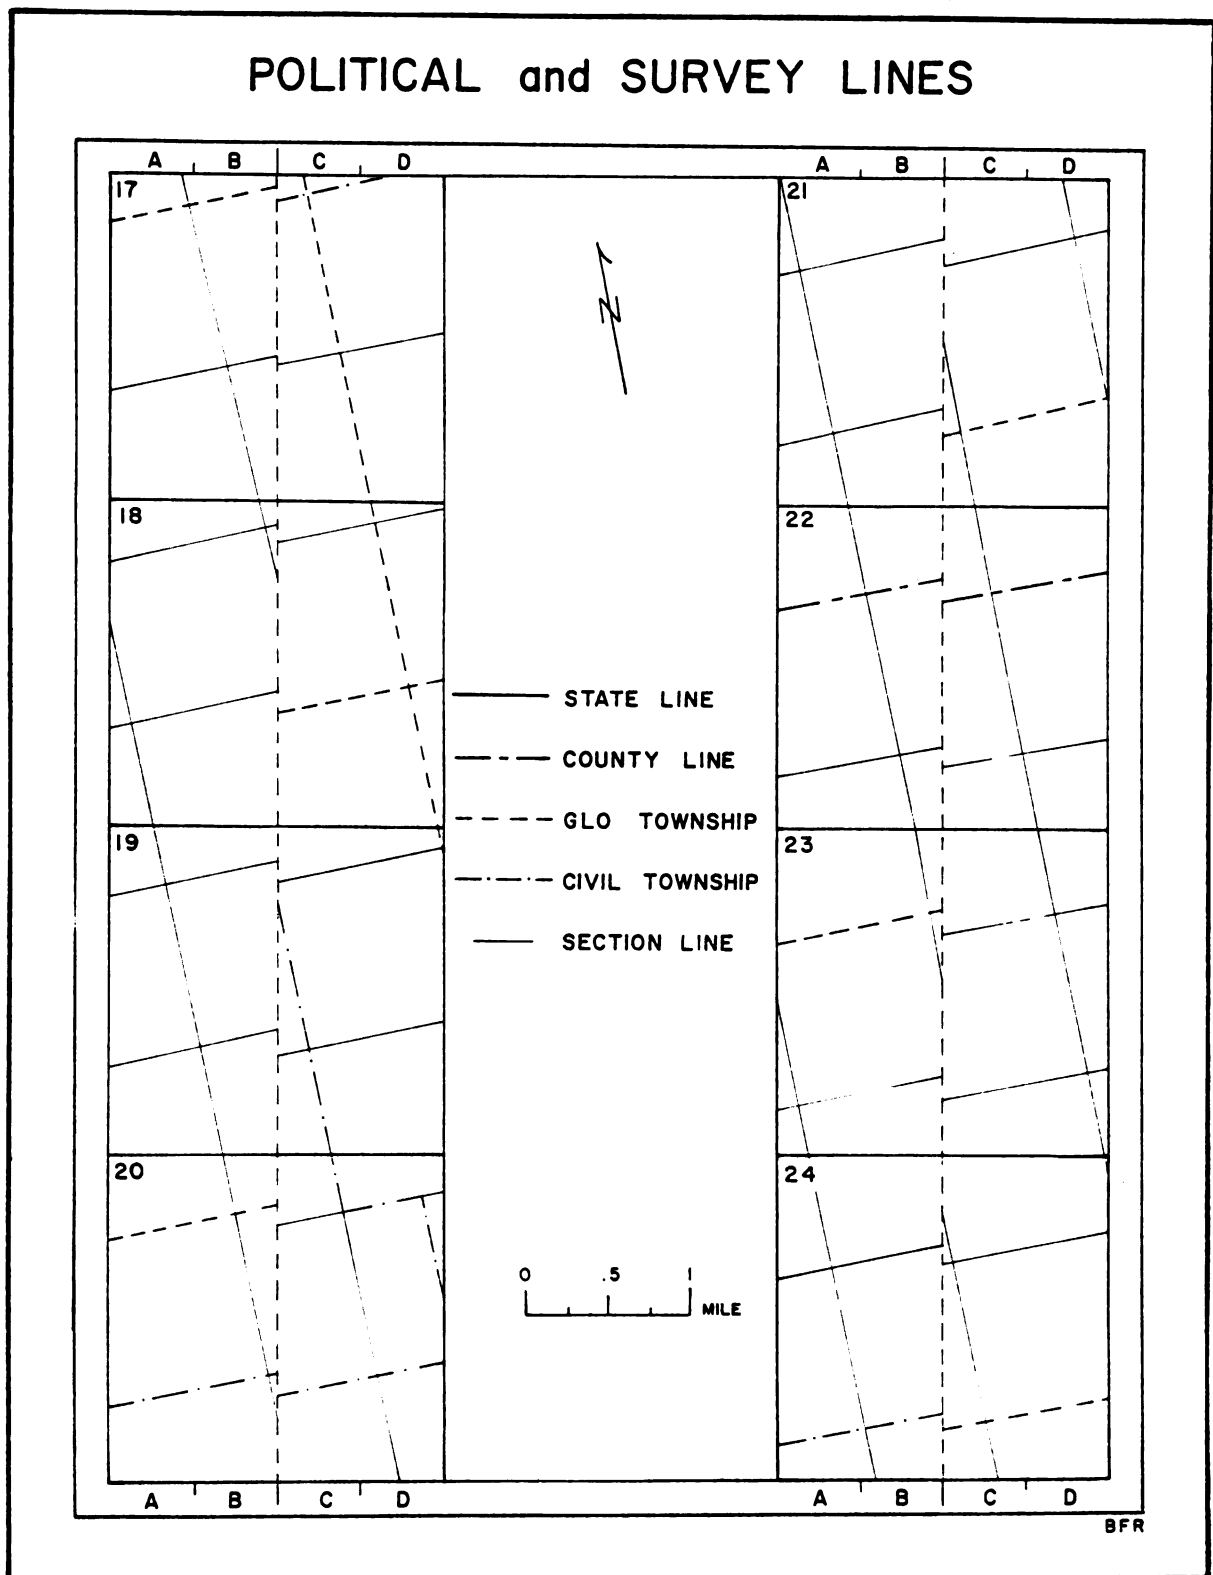 POLITICAL and SURVEY LINES
A B C D
A B C D
17
21
N
18
22
STATE LINE
COUNTY LINE
GLO TOWNSHIP
CIVIL TOWNSHIP
SECTION LINE
19
23
20
24
0 .5 1
MILE
A B C D
A B C D
BFR